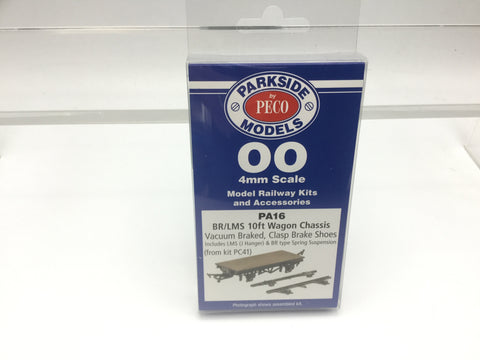 PARKSIDE
by
PECO
MODELS
OO
4mm Scale
Model Railway Kits
and Accessories
PA16
BR/LMS 10ft Wagon Chassis
Vacuum Braked, Clasp Brake Shoes
Includes LMS (J Hanger) & BR type Spring Suspension
(from kit PC41)
Photograph shows assembled kit.